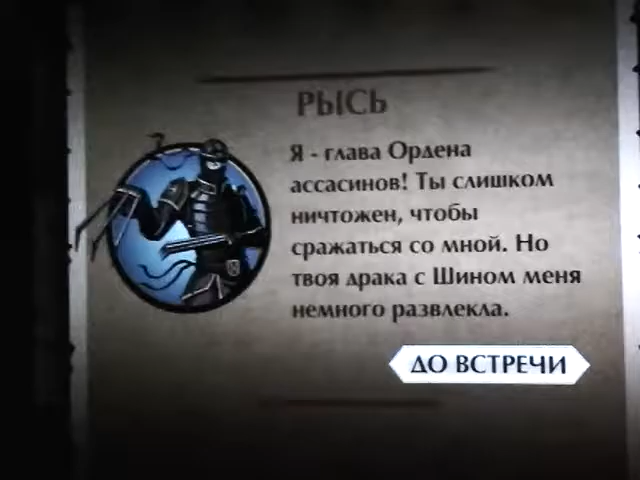 РЫСЬ
Я - глава Ордена
ассасинов! Ты слишком
ничтожен, чтобы
сражаться со мной. Но
твоя драка с Шином меня
немного развлекла.
ДО ВСТРЕЧИ